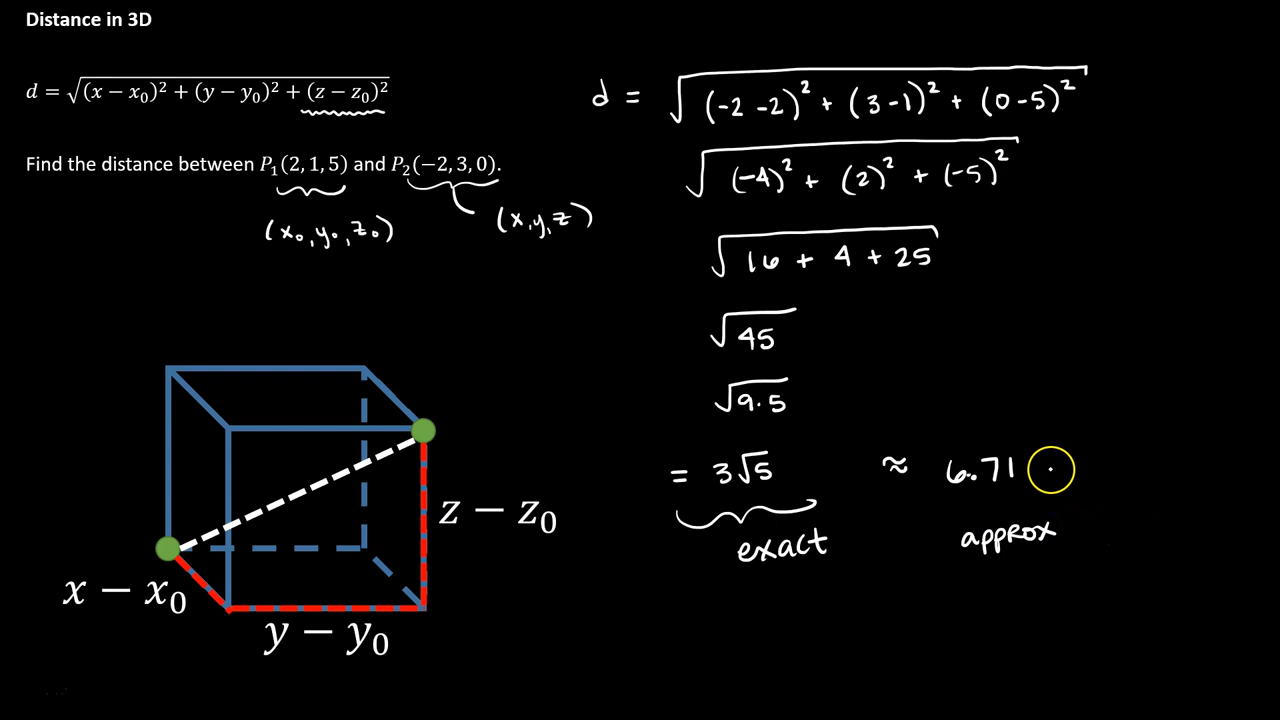 Distance in 3D
d = √(x − x₀)² + (y − y₀)² + (z − z₀)²
Find the distance between P₁(2, 1, 5) and P₂(−2, 3, 0).
(x₀, y₀, z₀)
(x, y, z)
d = √(-2 -2)² + (3-1)² + (0-5)²
√(-4)² + (2)² + (-5)²
√16 + 4 + 25
√45
√9·5
= 3√5 ≈ 6.71
exact
approx
z − z₀
x − x₀
y − y₀